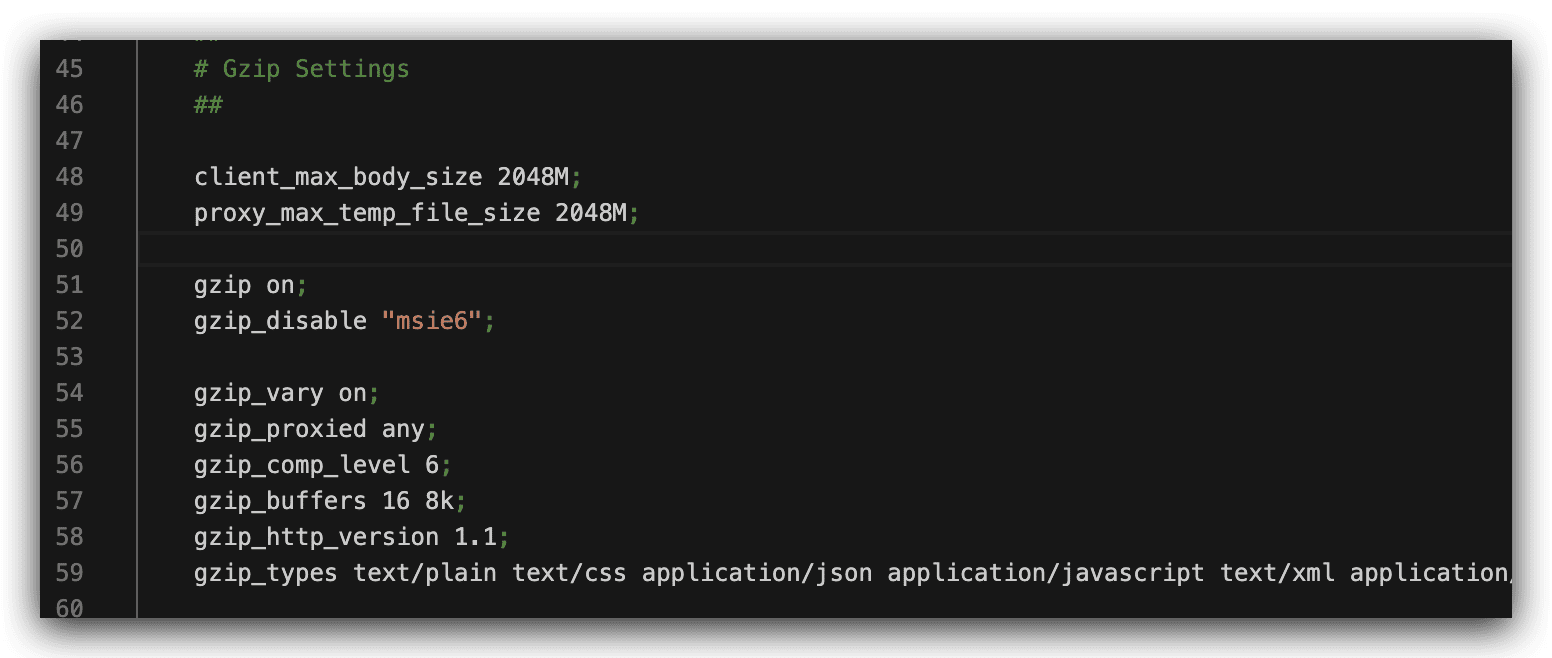 45 # Gzip Settings
46 ##
47
48 client_max_body_size 2048M;
49 proxy_max_temp_file_size 2048M;
50
51 gzip on;
52 gzip_disable "msie6";
53
54 gzip_vary on;
55 gzip_proxied any;
56 gzip_comp_level 6;
57 gzip_buffers 16 8k;
58 gzip_http_version 1.1;
59 gzip_types text/plain text/css application/json application/javascript text/xml application/
60